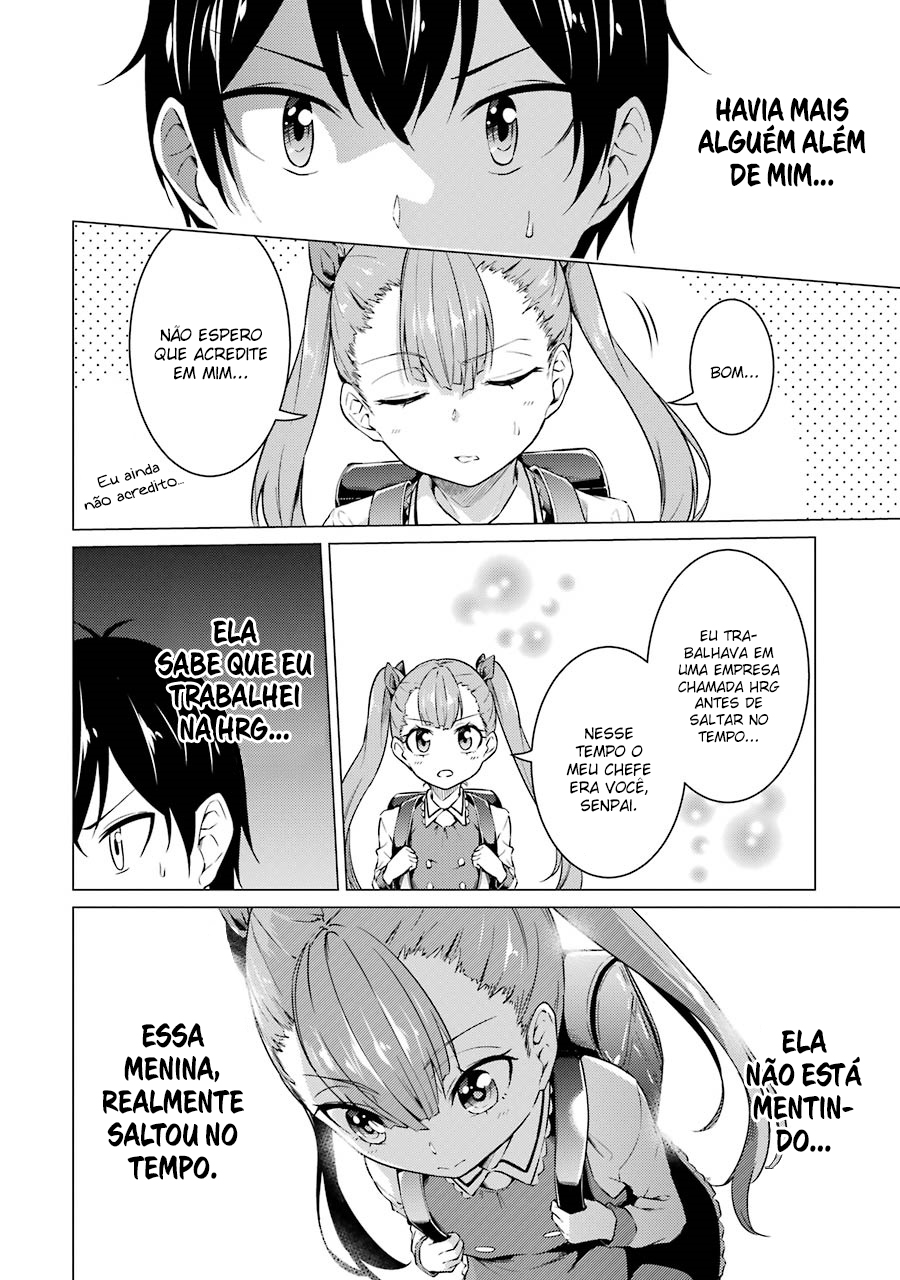 HAVIA MAIS
ALGUÉM ALÉM
DE MIM...
BOM...
NÃO ESPERO
QUE ACREDITE
EM MIM...
Eu ainda
não acredito...
EU TRA-
BALHAVA EM
UMA EMPRESA
CHAMADA HRG
ANTES DE
SALTAR NO
TEMPO...
NESSE
TEMPO O
MEU CHEFE
ERA VOCÊ,
SENPAI.
ELA
SABE QUE EU
TRABALHEI
NA HRG...
ELA
NÃO ESTÁ
MENTIN-
DO...
ESSA
MENINA,
REALMENTE
SALTOU NO
TEMPO.